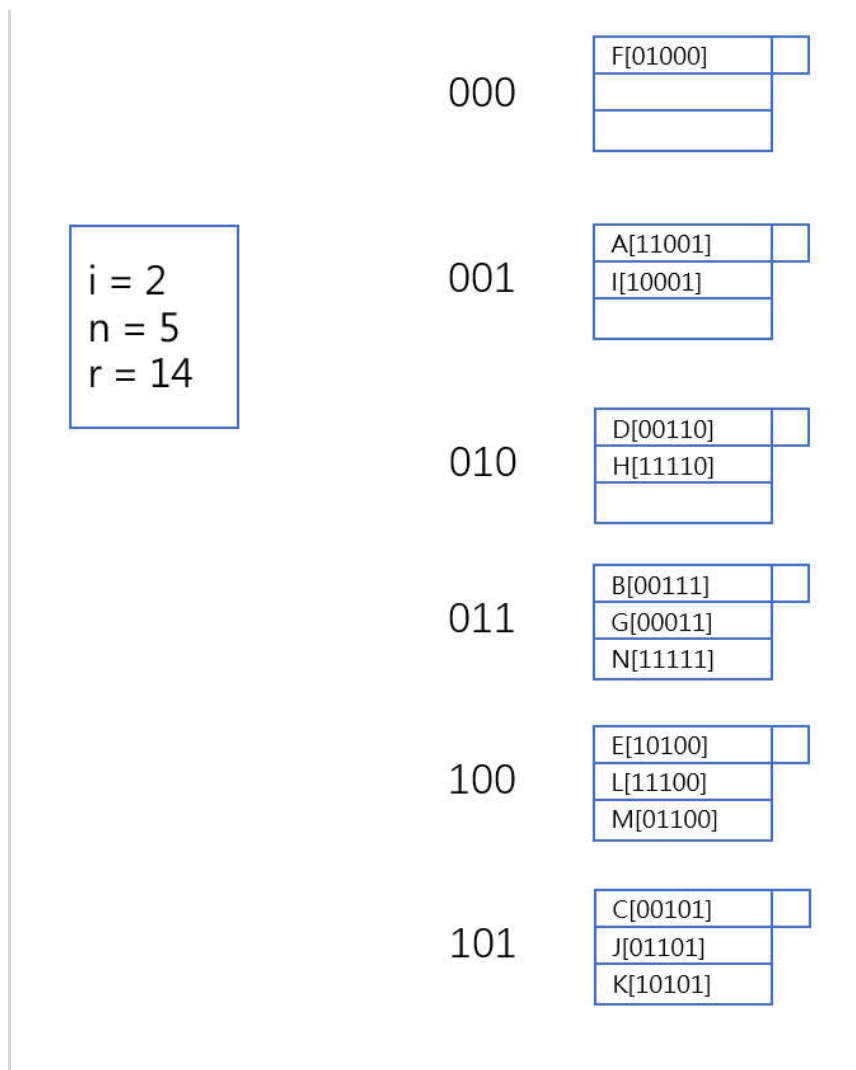 000
F[01000]
i = 2
n = 5
r = 14
001
A[11001]
I[10001]
010
D[00110]
H[11110]
011
B[00111]
G[00011]
N[11111]
100
E[10100]
L[11100]
M[01100]
101
C[00101]
J[01101]
K[10101]